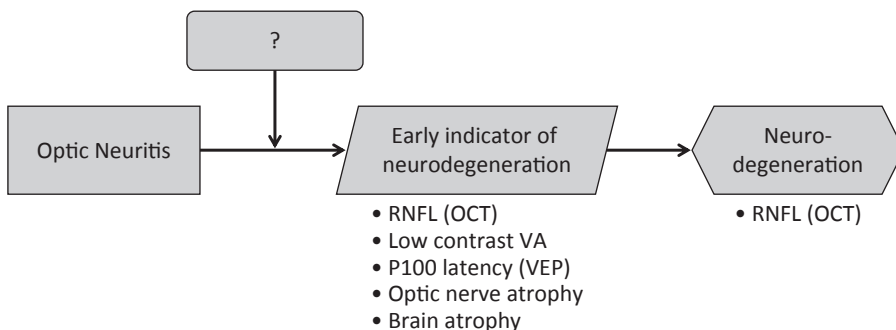 ?
Optic Neuritis
Early indicator of
neurodegeneration
Neuro-
degeneration
• RNFL (OCT)
• Low contrast VA
• P100 latency (VEP)
• Optic nerve atrophy
• Brain atrophy
• RNFL (OCT)